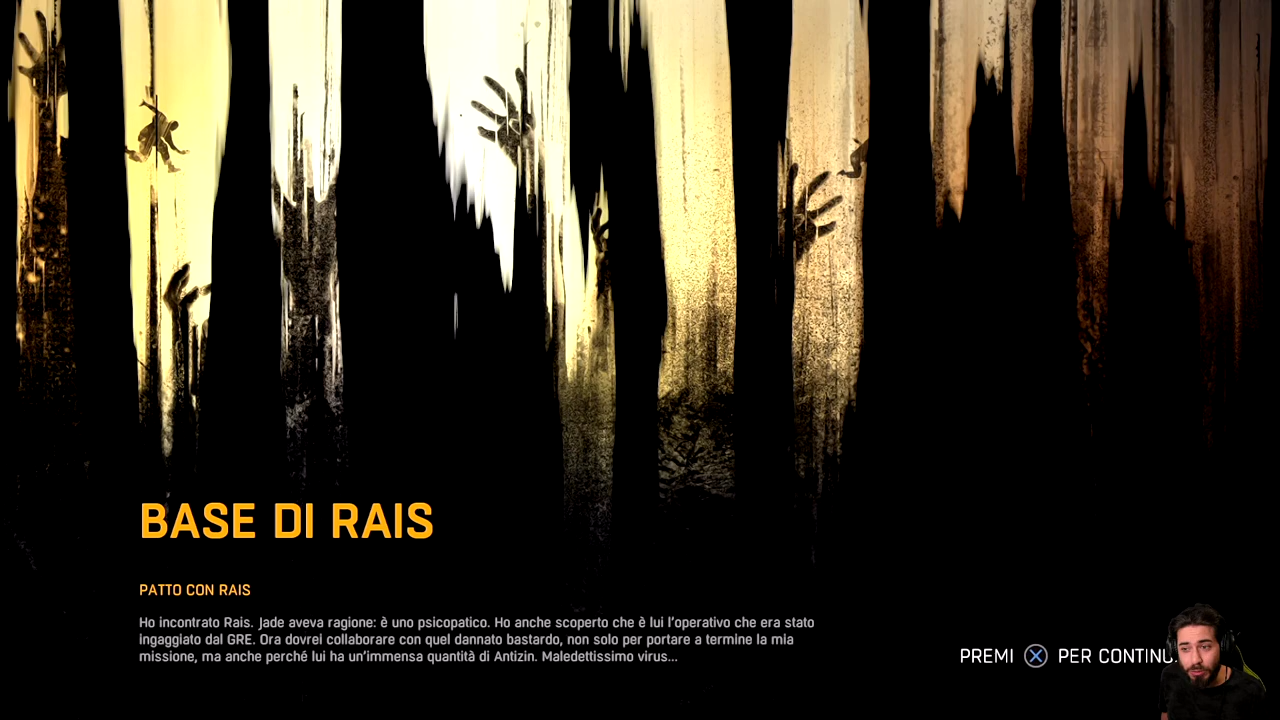 BASE DI RAIS
PATTO CON RAIS
Ho incontrato Rais. Jade aveva ragione: è uno psicopatico. Ho anche scoperto che è lui l'operativo che era stato
ingaggiato dal GRE. Ora dovrei collaborare con quel dannato bastardo, non solo per portare a termine la mia
missione, ma anche perché lui ha un'immensa quantità di Antizin. Maledettissimo virus...
PREMI X PER CONTINU